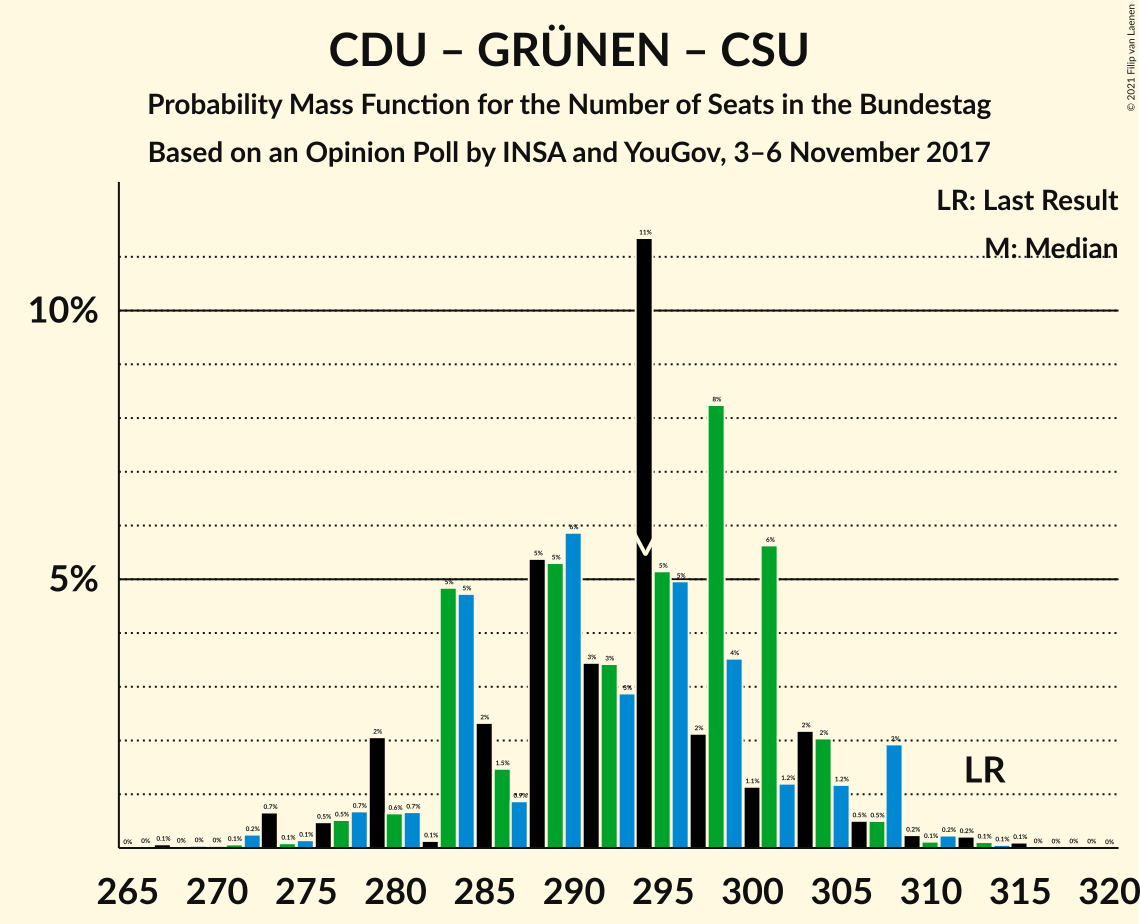 CDU – GRÜNEN – CSU
Probability Mass Function for the Number of Seats in the Bundestag
Based on an Opinion Poll by INSA and YouGov, 3–6 November 2017
© 2021 Filip van Laenen
LR: Last Result
M: Median
10%
5%
0% 0% 0.1% 0% 0% 0% 0.1% 0.2% 0.7% 0.1% 0.1% 0.5% 0.5% 0.7% 2% 0.6% 0.7% 0.1% 5% 5% 2% 1.5% 0.9% 5% 5% 6% 3% 3% 3% 11% 5% 5% 2% 8% 4% 1.1% 6% 1.2% 2% 2% 1.2% 0.5% 0.5% 2% 0.2% 0.1% 0.2% 0.2% 0.1% 0% 0.1% 0% 0% 0% 0% 0%
LR
265 270 275 280 285 290 295 300 305 310 315 320